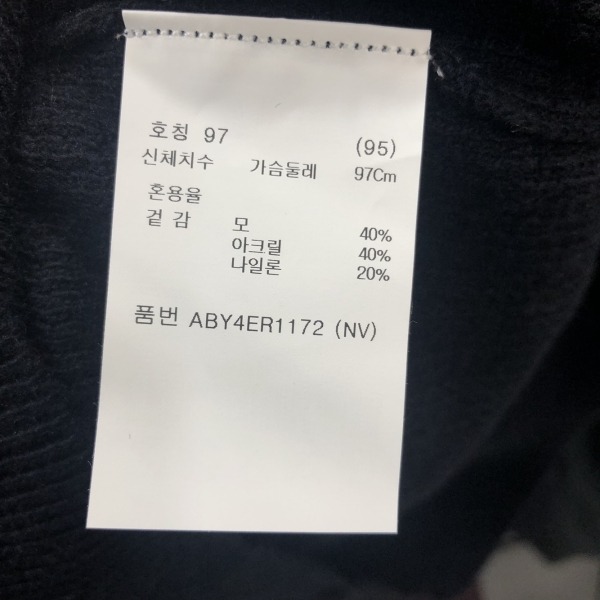 호칭 97 (95)
신체치수 가슴둘레 97Cm
혼용율
겉 감 모 40%
아크릴 40%
나일론 20%
품번 ABY4ER1172 (NV)